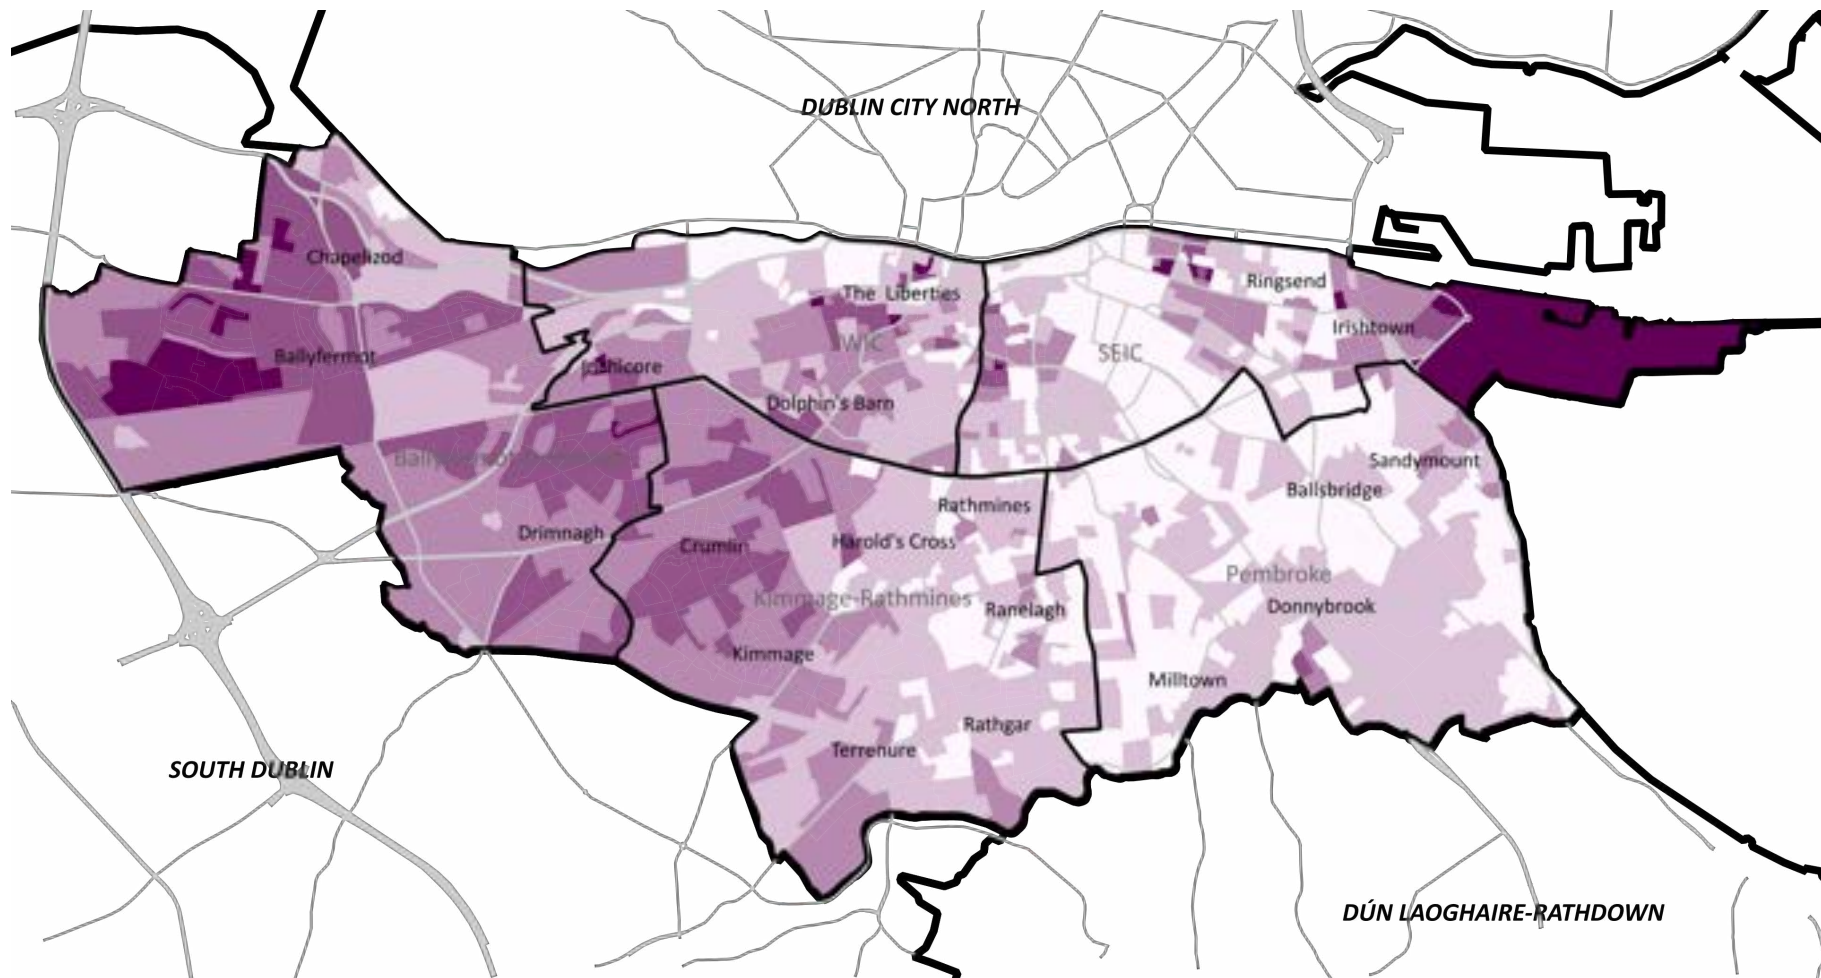 DUBLIN CITY NORTH
Chapelizod
Ringsend
The Liberties
Irishtown
WIC
SEIC
Ballyfermot
Inchicore
Dolphin's Barn
Sandymount
Ballsbridge
Rathmines
Drimnagh
Crumlin
Harold's Cross
Pembroke
Kimmage-Rathmines
Donnybrook
Ranelagh
Kimmage
Milltown
Rathgar
Terrenure
SOUTH DUBLIN
DÚN LAOGHAIRE-RATHDOWN